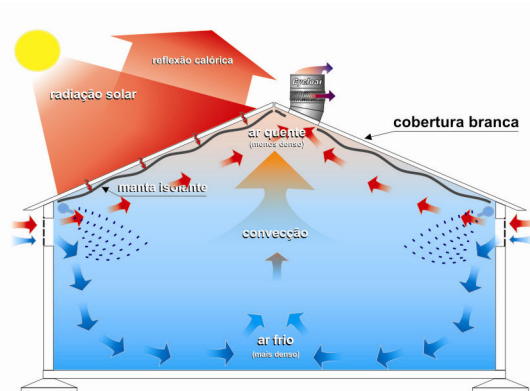 reflexão calórica
radiação solar
cobertura branca
ar quente
(menos denso)
manta isolante
convecção
ar frio
(mais denso)